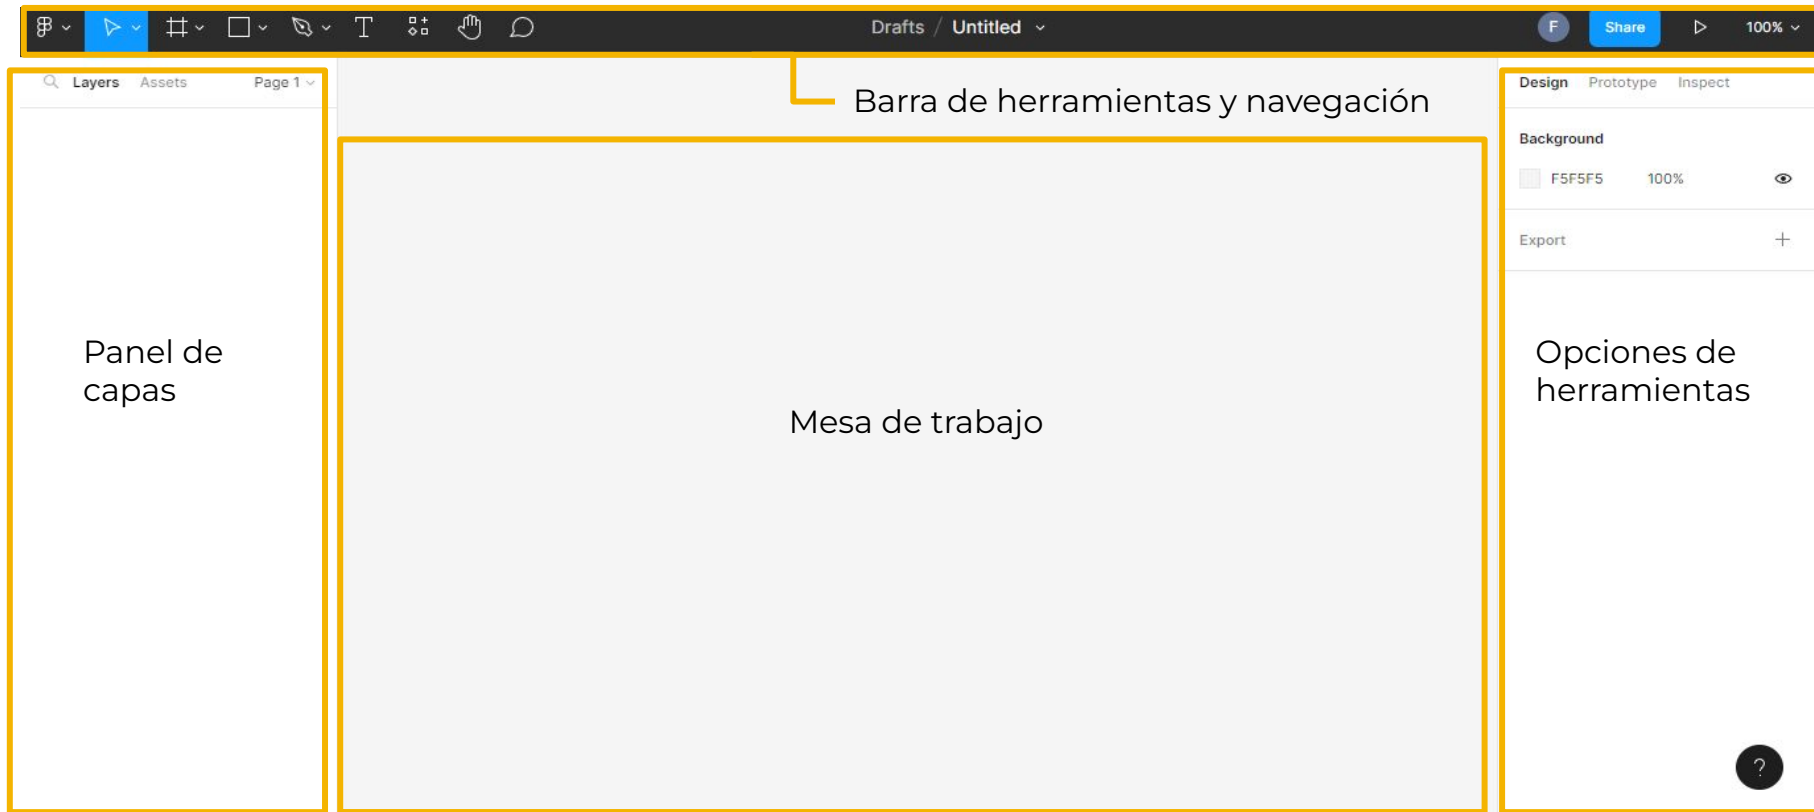 Drafts / Untitled
F
Share
100%
Layers Assets Page 1
Barra de herramientas y navegación
Design Prototype Inspect
Background
F5F5F5 100%
Export
Panel de
capas
Mesa de trabajo
Opciones de
herramientas
?